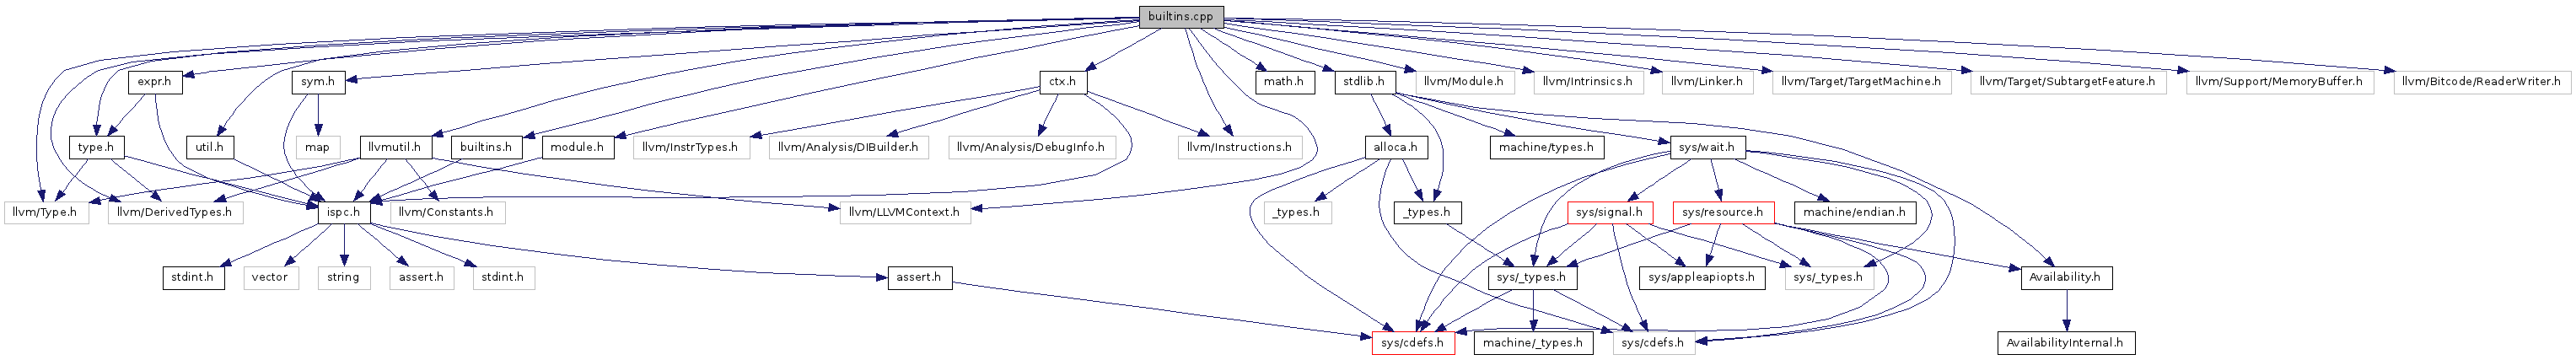 builtins.cpp
expr.h
sym.h
ctx.h
math.h
stdlib.h
llvm/Module.h
llvm/Intrinsics.h
llvm/Linker.h
llvm/Target/TargetMachine.h
llvm/Target/SubtargetFeature.h
llvm/Support/MemoryBuffer.h
llvm/Bitcode/ReaderWriter.h
type.h
util.h
map
llvmutil.h
builtins.h
module.h
llvm/InstrTypes.h
llvm/Analysis/DIBuilder.h
llvm/Analysis/DebugInfo.h
llvm/Instructions.h
alloca.h
machine/types.h
sys/wait.h
llvm/Type.h
llvm/DerivedTypes.h
ispc.h
llvm/Constants.h
llvm/LLVMContext.h
_types.h
_types.h
sys/signal.h
sys/resource.h
machine/endian.h
stdint.h
vector
string
assert.h
stdint.h
assert.h
sys/_types.h
sys/appleapiopts.h
sys/_types.h
Availability.h
sys/cdefs.h
machine/_types.h
sys/cdefs.h
AvailabilityInternal.h